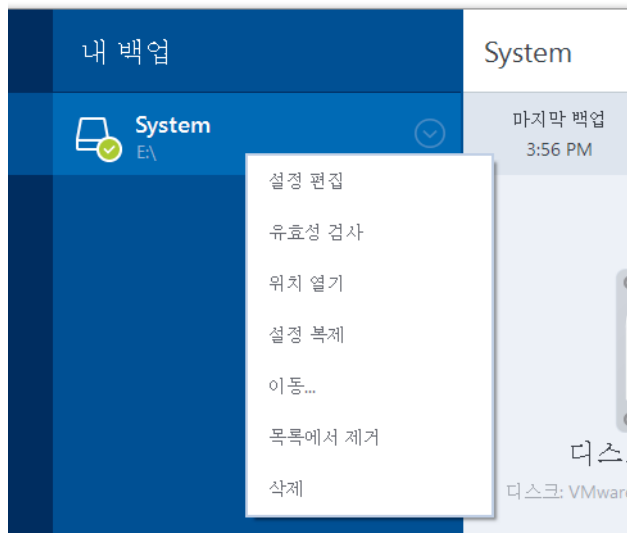 내 백업
System
System
E:\
마지막 백업
3:56 PM
설정 편집
유효성 검사
위치 열기
설정 복제
이동...
목록에서 제거
삭제
디스크: VMware